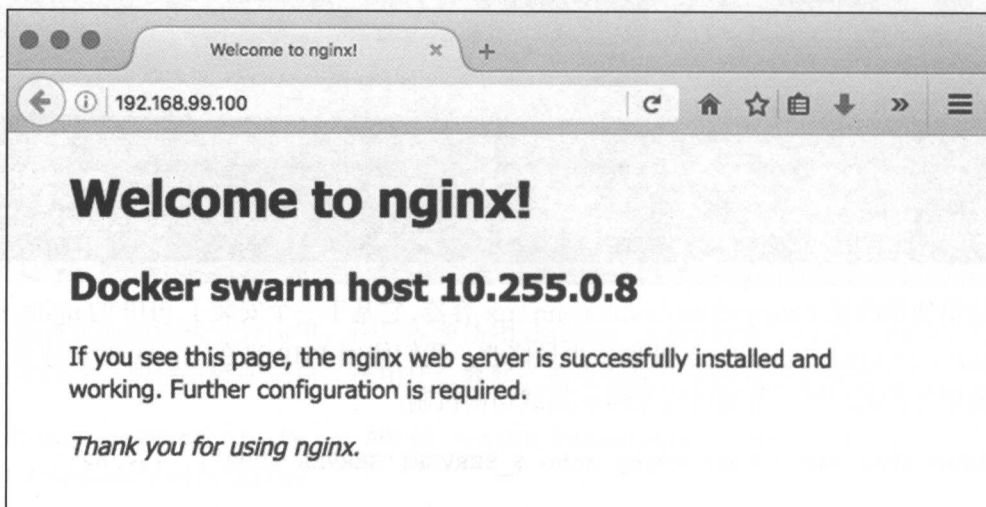 Welcome to nginx!
192.168.99.100
Welcome to nginx!
Docker swarm host 10.255.0.8
If you see this page, the nginx web server is successfully installed and
working. Further configuration is required.
Thank you for using nginx.